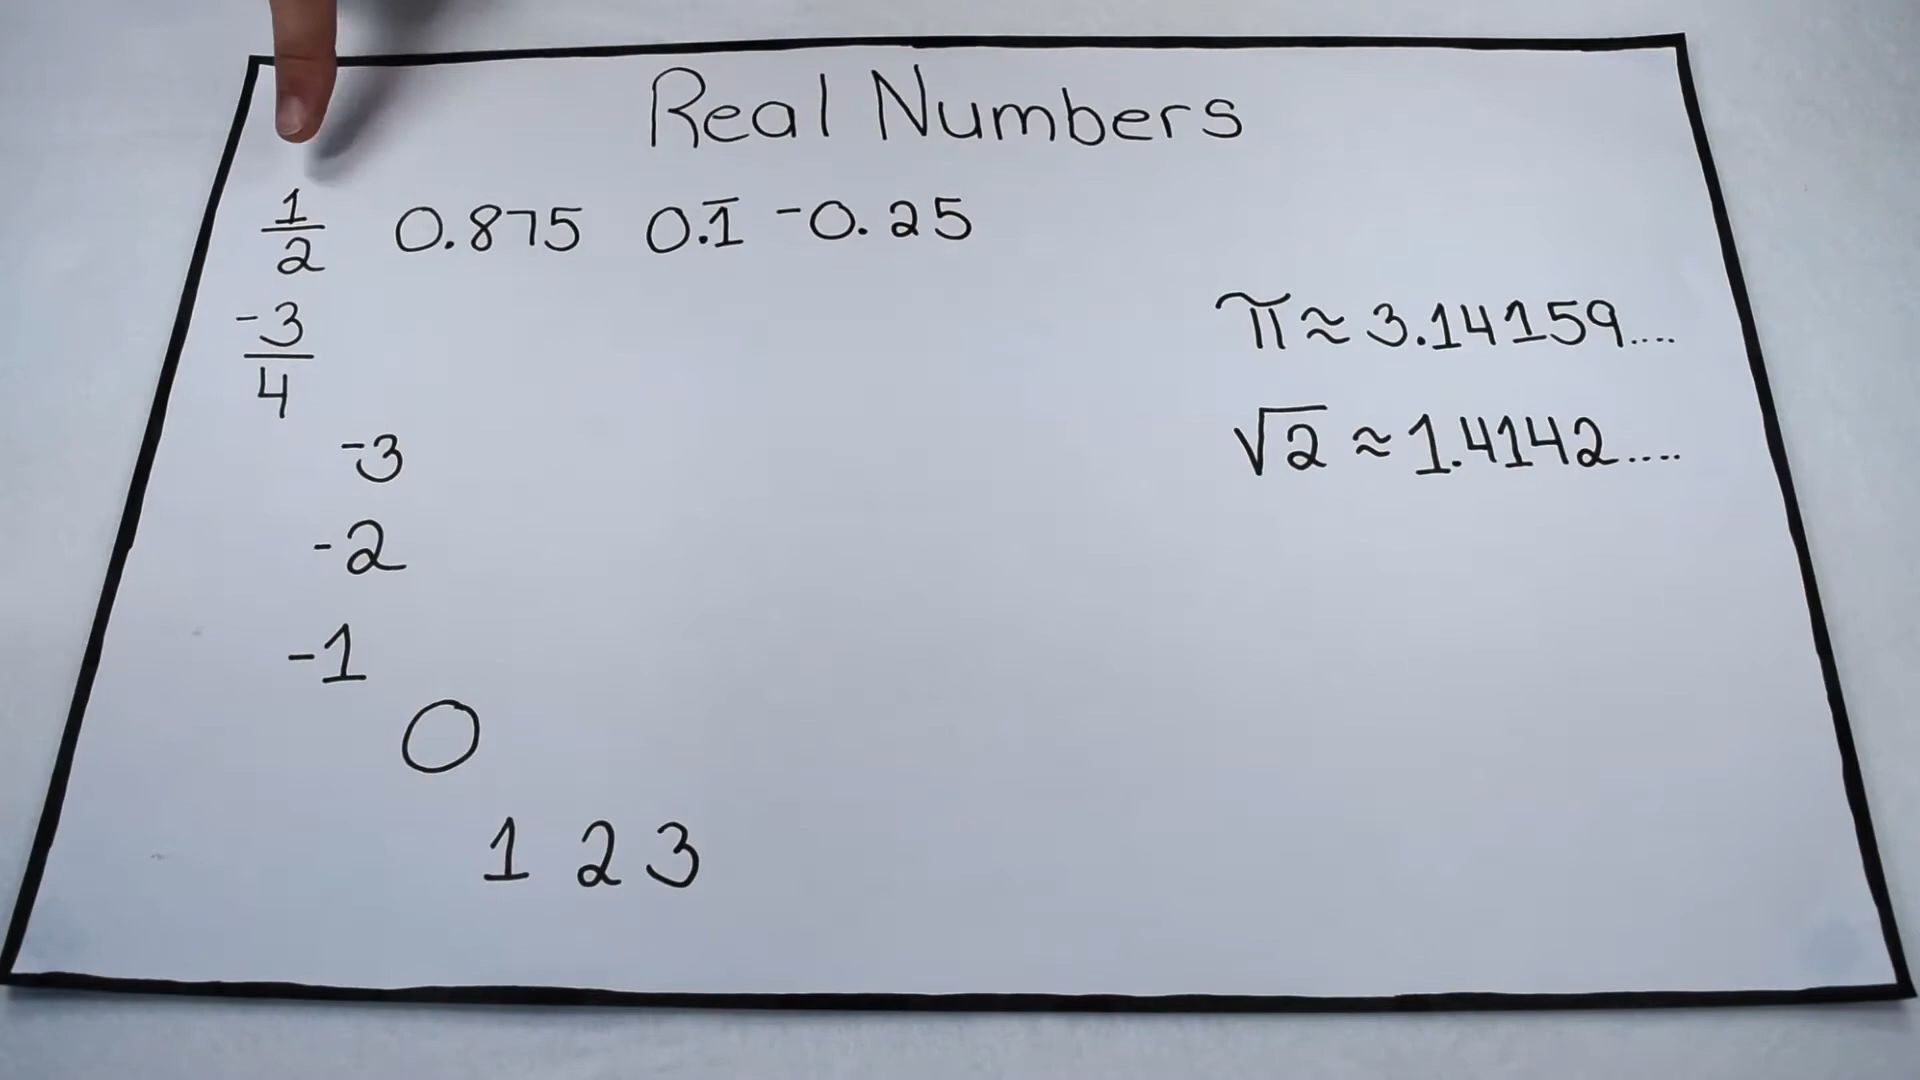 Real Numbers
1/2 0.875 0.1̅ -0.25
-3/4
π≈3.14159....
-3
√2 ≈ 1.4142....
-2
-1
0
1 2 3